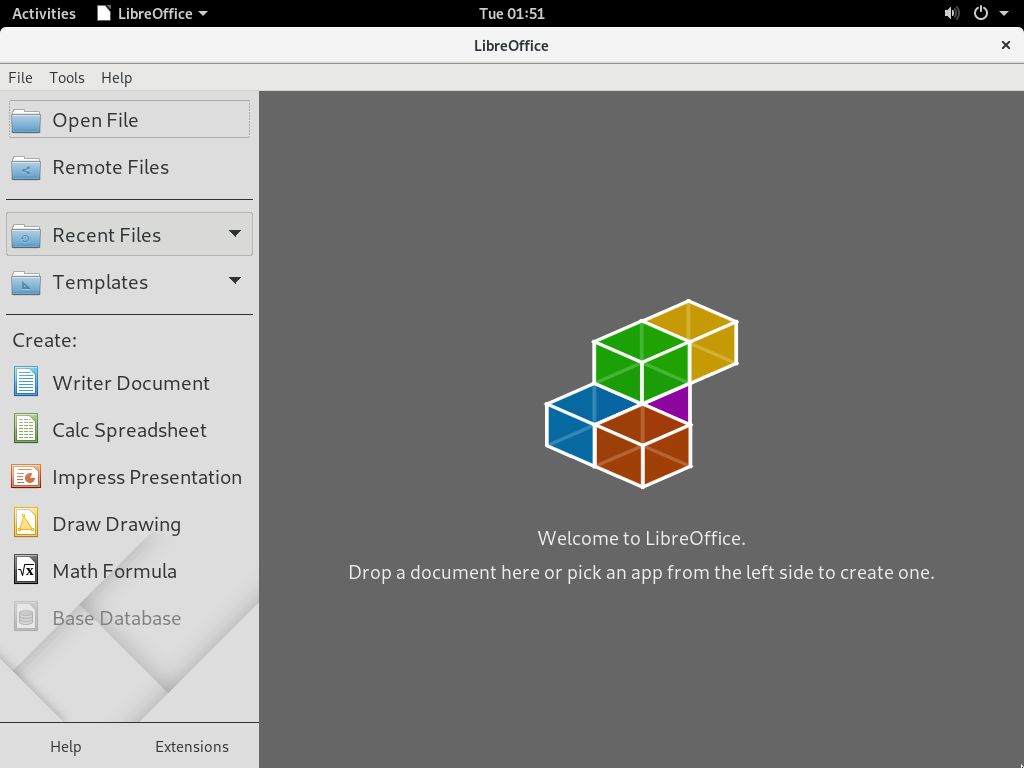 Activities LibreOffice Tue 01:51
LibreOffice
File Tools Help
Open File
Remote Files
Recent Files
Templates
Create:
Writer Document
Calc Spreadsheet
Impress Presentation
Draw Drawing
√x
Math Formula
Base Database
Welcome to LibreOffice.
Drop a document here or pick an app from the left side to create one.
Help Extensions